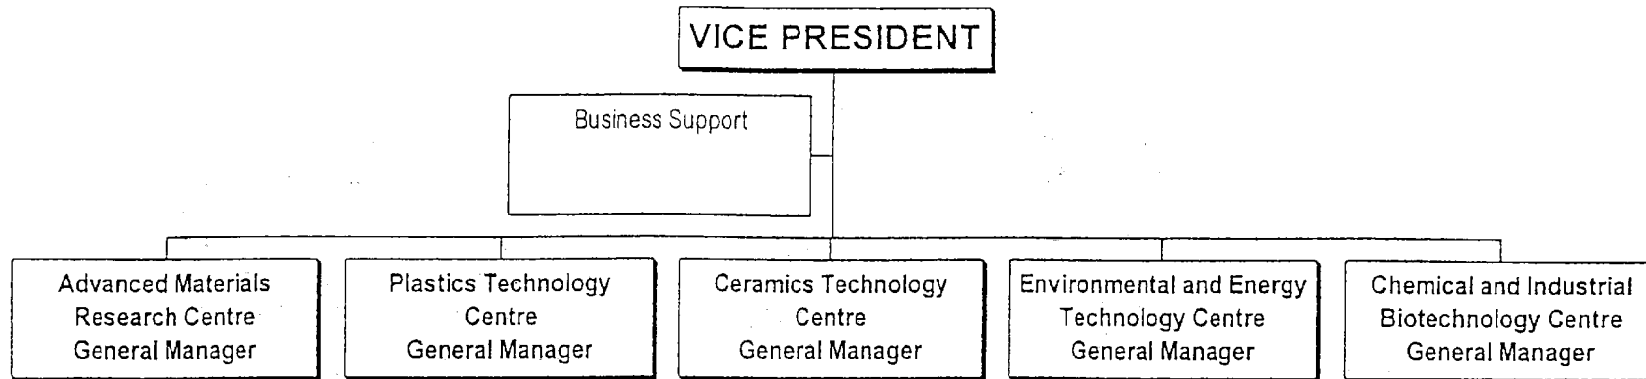 VICE PRESIDENT
Business Support
Advanced Materials
Research Centre
General Manager
Plastics Technology
Centre
General Manager
Ceramics Technology
Centre
General Manager
Environmental and Energy
Technology Centre
General Manager
Chemical and Industrial
Biotechnology Centre
General Manager